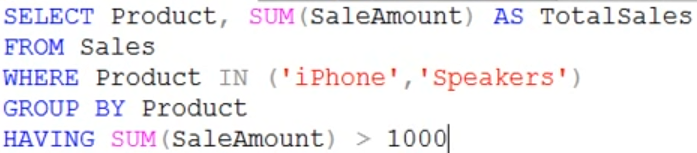 SELECT Product, SUM(SaleAmount) AS TotalSales
FROM Sales
WHERE Product IN ('iPhone','Speakers')
GROUP BY Product
HAVING SUM(SaleAmount) > 1000